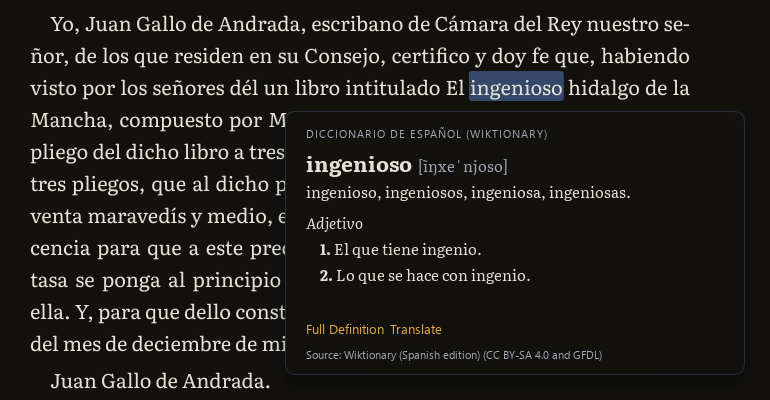 Yo, Juan Gallo de Andrada, escribano de Cámara del Rey nuestro se-
ñor, de los que residen en su Consejo, certifico y doy fe que, habiendo
visto por los señores dél un libro intitulado El ingenioso hidalgo de la
Mancha, compuesto por M
pliego del dicho libro a tres
tres pliegos, que al dicho p
venta maravedís y medio, e
cencia para que a este pre
tasa se ponga al principio
ella. Y, para que dello const
del mes de deciembre de mi
Juan Gallo de Andrada.
DICCIONARIO DE ESPAÑOL (WIKTIONARY)
ingenioso [ĩŋxeˈnjoso]
ingenioso, ingeniosos, ingeniosa, ingeniosas.
Adjetivo
1. El que tiene ingenio.
2. Lo que se hace con ingenio.
Full Definition Translate
Source: Wiktionary (Spanish edition) (CC BY-SA 4.0 and GFDL)